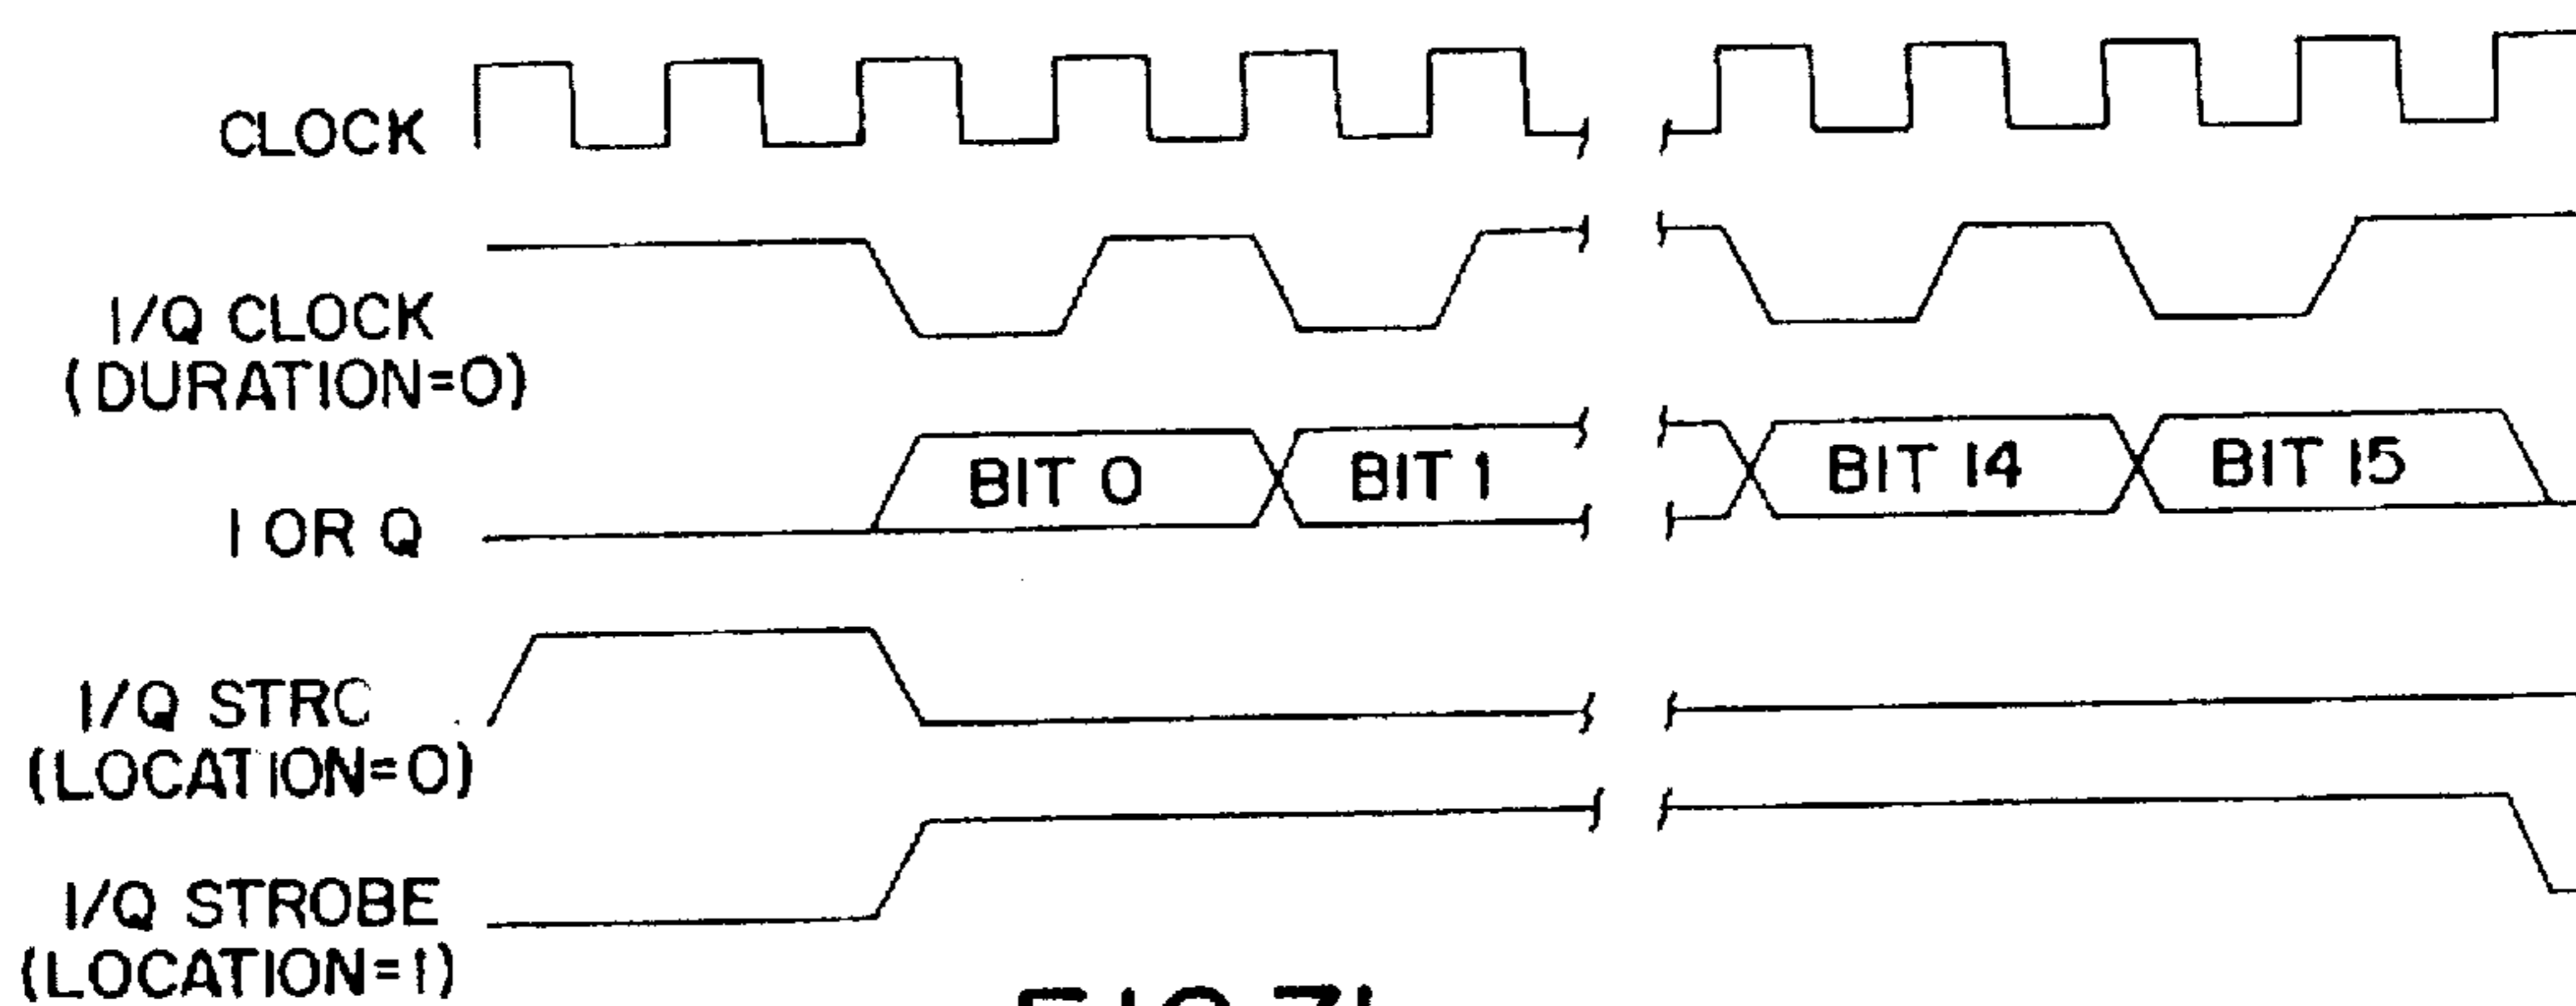 CLOCK
I/Q CLOCK
(DURATION=0)
BIT 0 BIT 1 BIT 14 BIT 15
I OR Q
I/Q STRC
(LOCATION=0)
I/Q STROBE
(LOCATION=1)